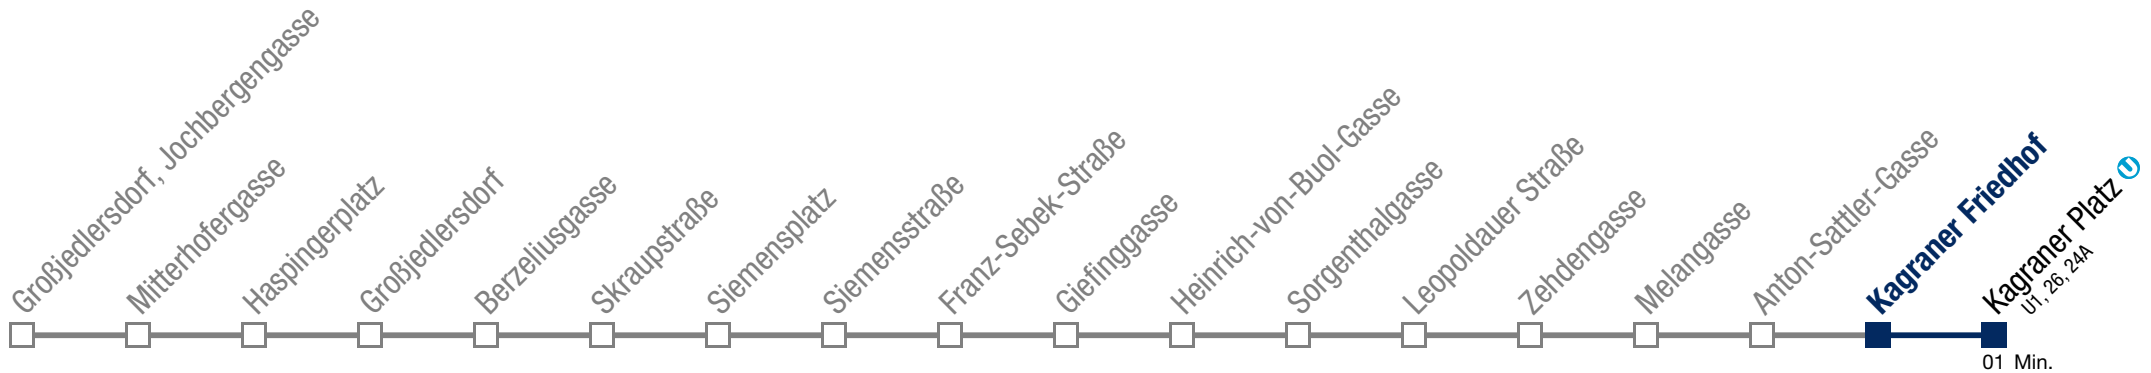 Großjedlersdorf, Jochbergengasse
Mitterhofergasse
Haspingerplatz
Großjedlersdorf
Berzeliusgasse
Skraupstraße
Siemensplatz
Siemensstraße
Franz-Sebek-Straße
Giefinggasse
Heinrich-von-Buol-Gasse
Sorgenthalgasse
Leopoldauer Straße
Zehdengasse
Melangasse
Anton-Sattler-Gasse
Kagraner Friedhof
Kagraner Platz U
U1, 26, 24A
01 Min.